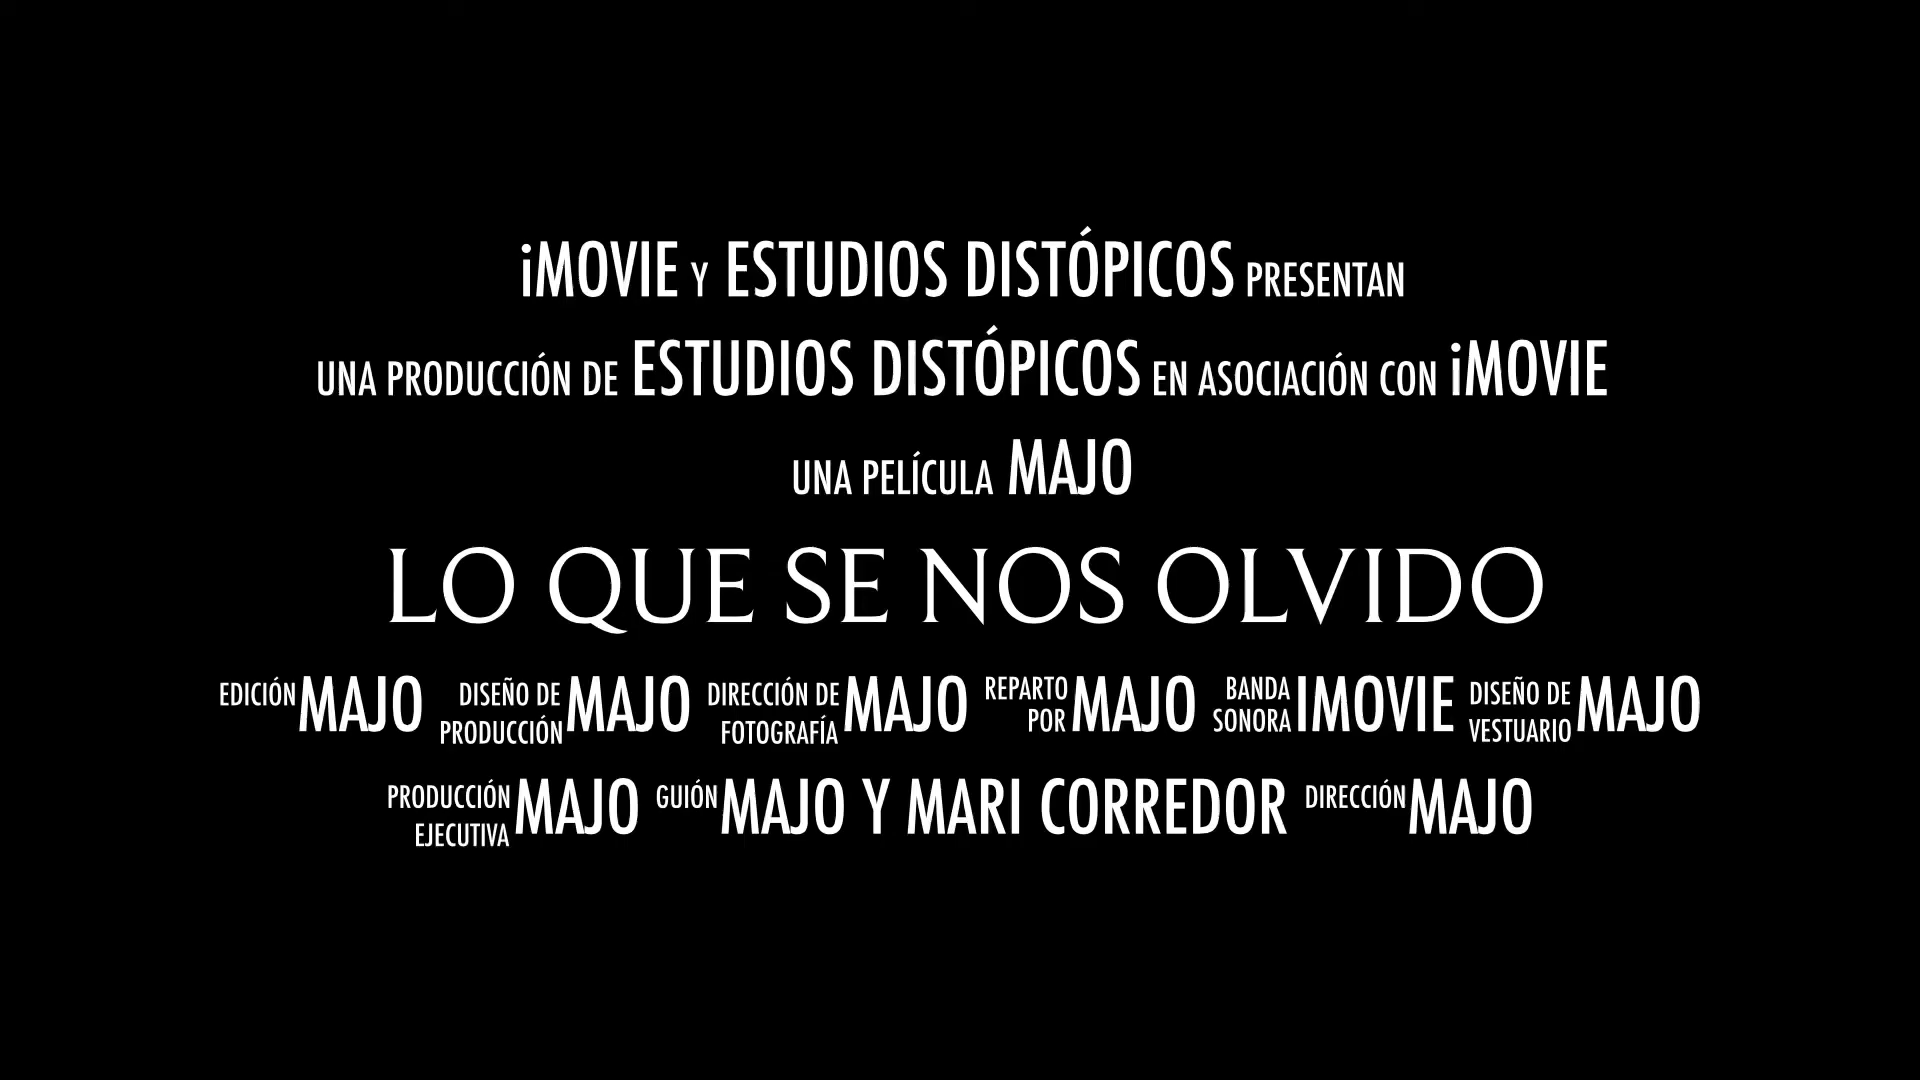 iMOVIE Y ESTUDIOS DISTÓPICOS PRESENTAN
UNA PRODUCCIÓN DE ESTUDIOS DISTÓPICOS EN ASOCIACIÓN CON iMOVIE
UNA PELÍCULA MAJO
LO QUE SE NOS OLVIDO
EDICIÓN MAJO DISEÑO DE PRODUCCIÓN MAJO DIRECCIÓN DE FOTOGRAFÍA MAJO REPARTO POR MAJO BANDA SONORA IMOVIE DISEÑO DE VESTUARIO MAJO
PRODUCCIÓN EJECUTIVA MAJO GUIÓN MAJO Y MARI CORREDOR DIRECCIÓN MAJO